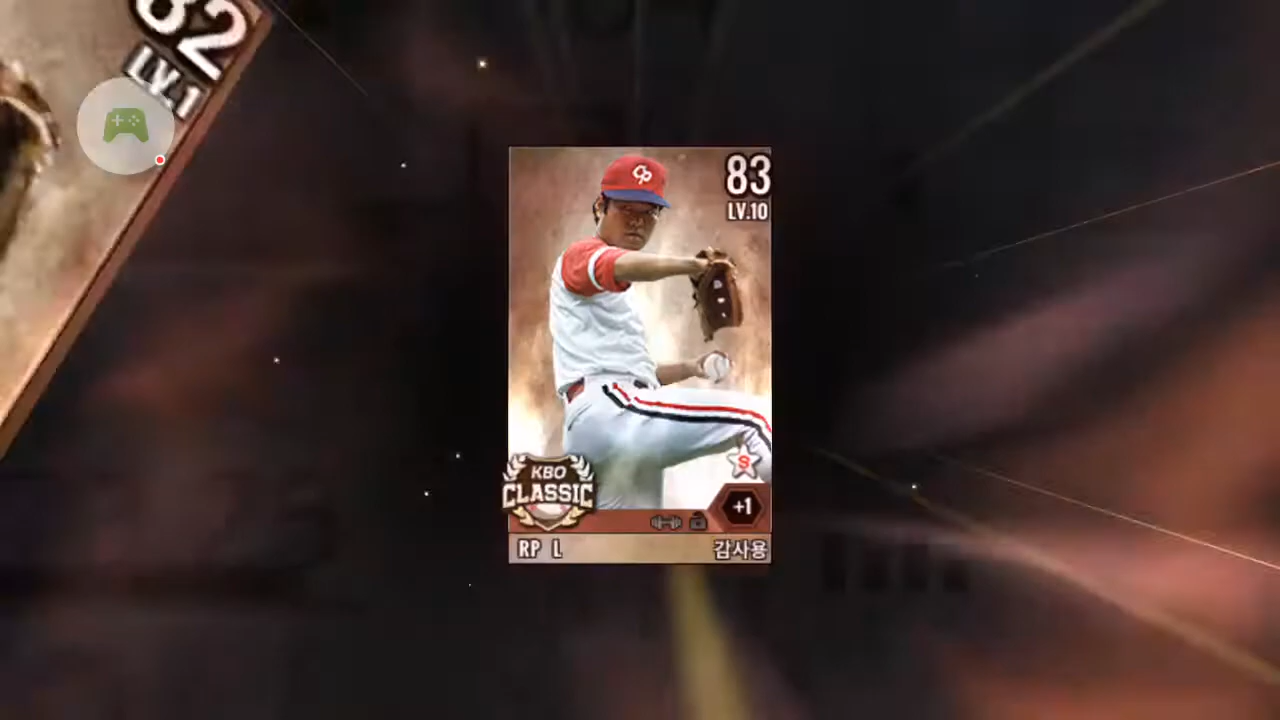 82
LV.1
83
LV.10
S
KBO
CLASSIC
+1
RP L
감사용